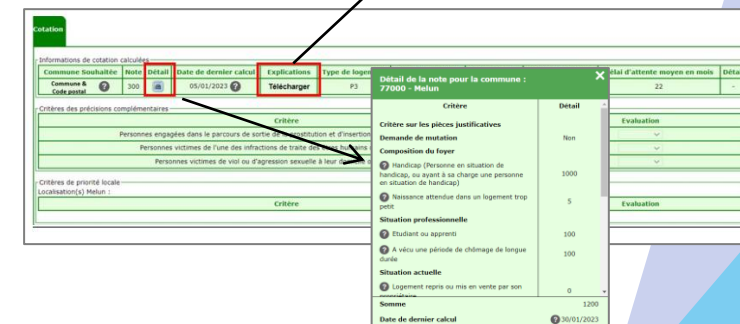 Cotation
Informations de cotation calculées
Commune Souhaitée Note Détail Date de dernier calcul Explications Type de logem élai d'attente moyen en mois Déta
Commune & Code postal 300 05/01/2023 Télécharger P3 22 -
Critères des précisions complémentaires
Critère Evaluation
Personnes engagées dans le parcours de sortie de la prostitution et d'insertion
Personnes victimes de l'une des infractions de traite des êtres humains
Personnes victimes de viol ou d'agression sexuelle à leur
Critères de priorité locale
Localisation(s) Melun :
Critère Evaluation
Détail de la note pour la commune :
77000 - Melun
Critère Détail
Critère sur les pièces justificatives
Demande de mutation Non
Composition du foyer
Handicap (Personne en situation de
handicap, ou ayant à sa charge une personne
en situation de handicap) 1000
Naissance attendue dans un logement trop
petit 5
Situation professionnelle
Etudiant ou apprenti 100
A vécu une période de chômage de longue
durée 100
Situation actuelle
Logement repris ou mis en vente par son
propriétaire 0
Somme 1200
Date de dernier calcul 30/01/2023